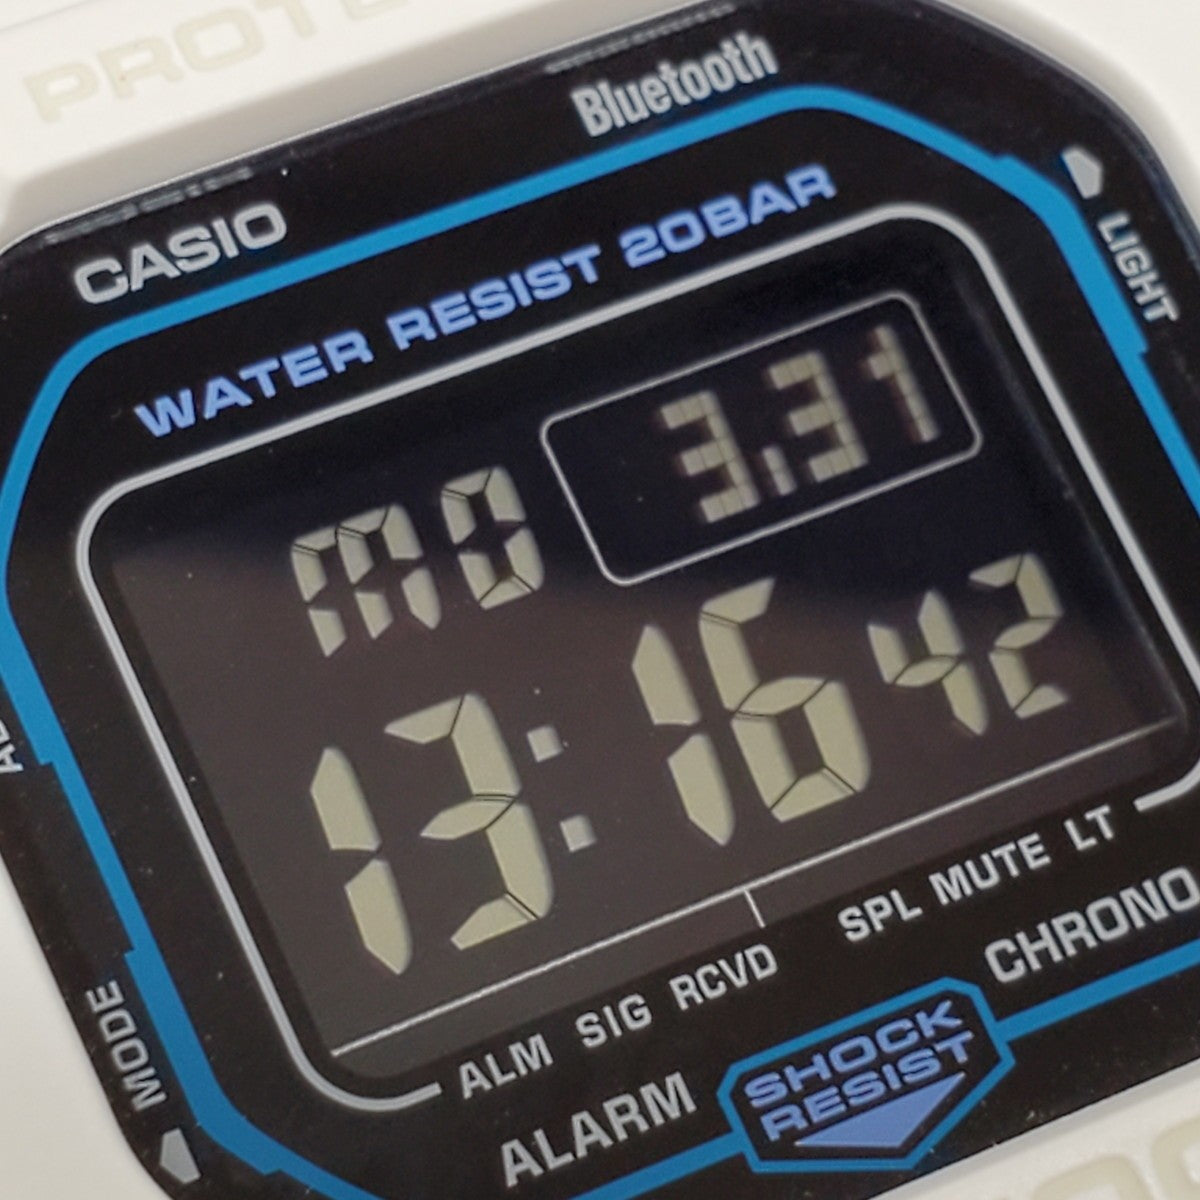 PROTE
Bluetooth
CASIO
WATER RESIST 20BAR
LIGHT
MO 3.31
13:16 42
ALM SIG RCVD SPL MUTE LT
MODE
ALARM CHRONO
SHOCK
RESIST